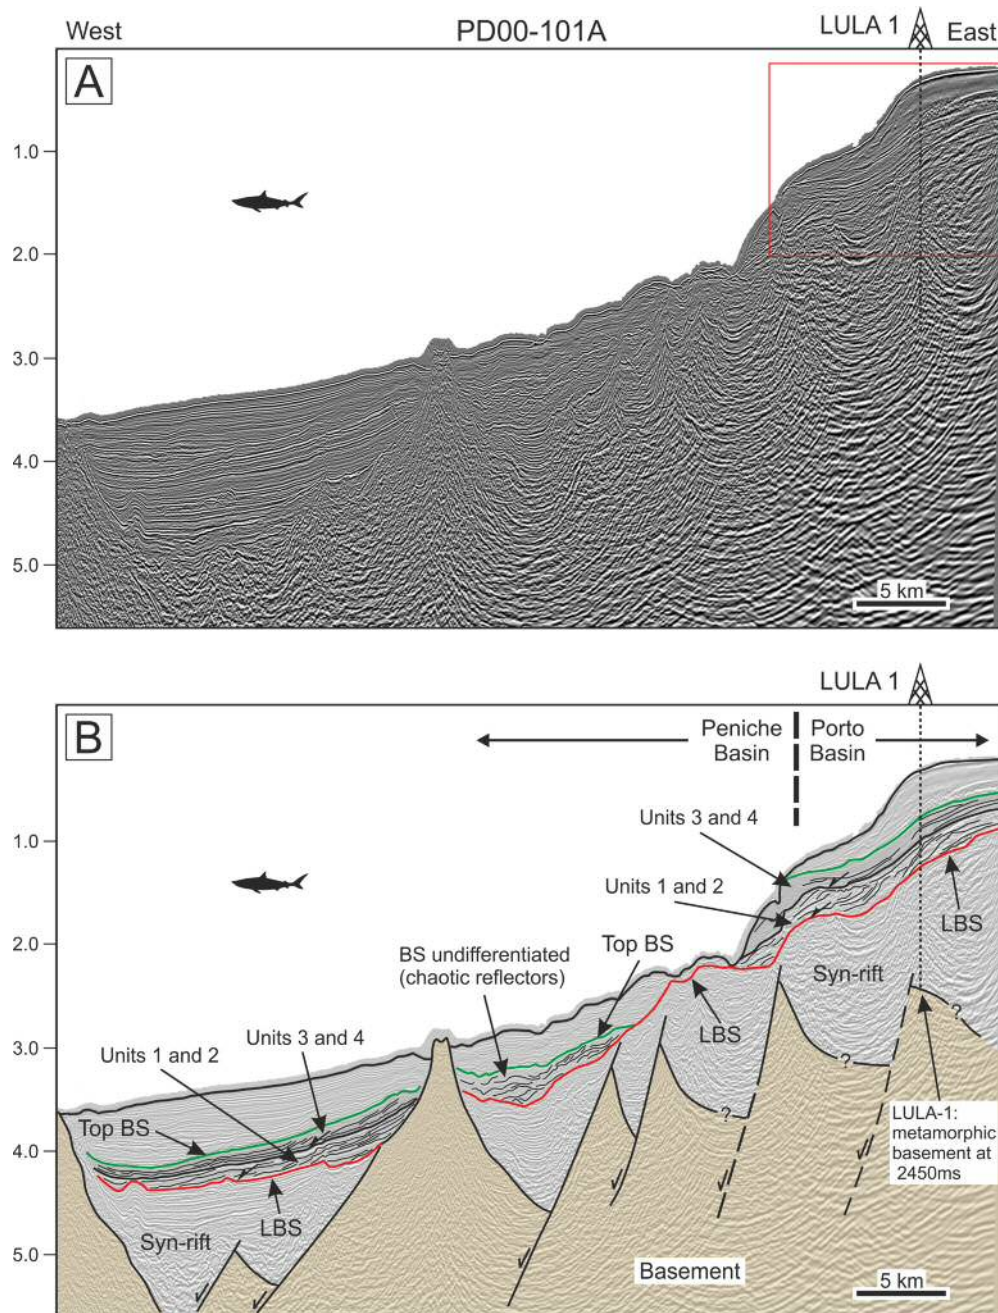 West
PD00-101A
LULA 1
East
A
1.0
2.0
3.0
4.0
5.0
5 km
LULA 1
B
Peniche
Basin
Porto
Basin
Units 3 and 4
1.0
Units 1 and 2
LBS
2.0
BS undifferentiated
(chaotic reflectors)
Top BS
Syn-rift
LBS
?
Units 3 and 4
Units 1 and 2
3.0
?
?
Top BS
LULA-1:
metamorphic
basement at
2450ms
4.0
LBS
Syn-rift
5.0
Basement
5 km